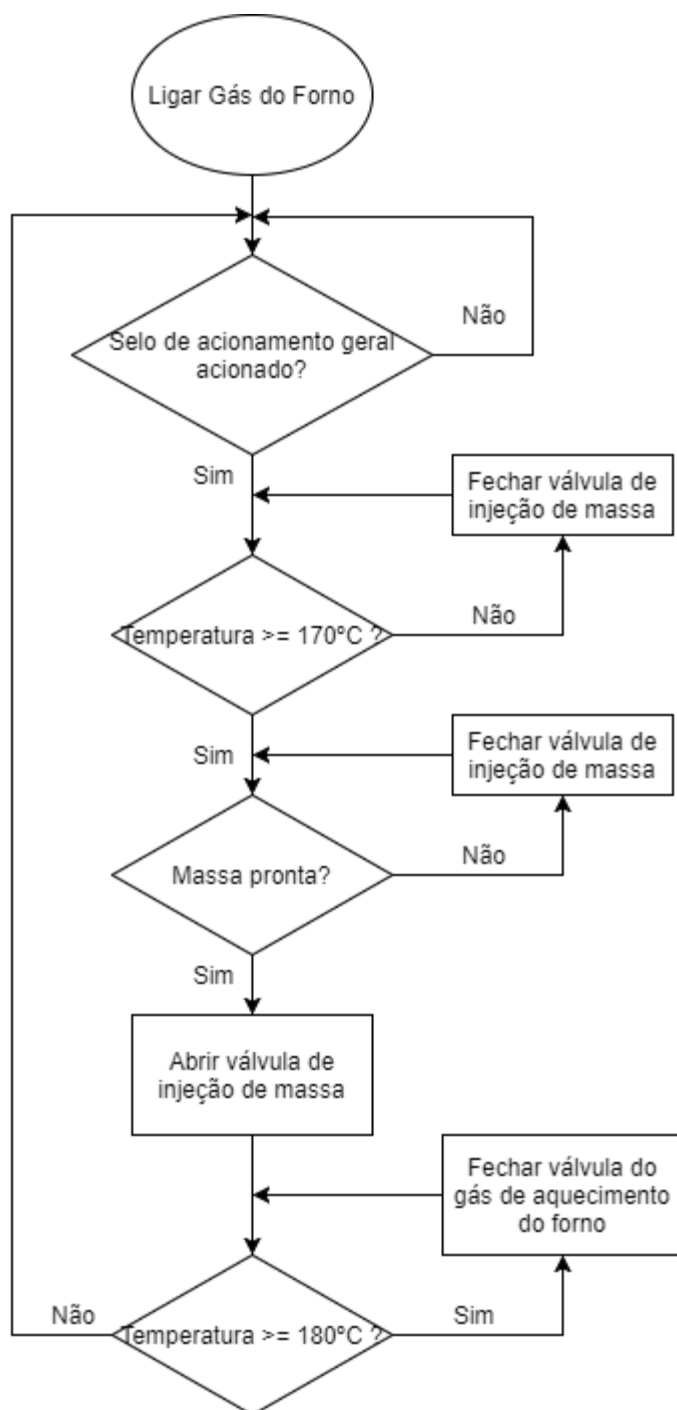 Ligar Gás do Forno
Selo de acionamento geral
acionado?
Não
Sim
Fechar válvula de
injeção de massa
Temperatura >= 170ºC ?
Não
Sim
Fechar válvula de
injeção de massa
Massa pronta?
Não
Sim
Abrir válvula de
injeção de massa
Fechar válvula do
gás de aquecimento
do forno
Não
Temperatura >= 180ºC ?
Sim